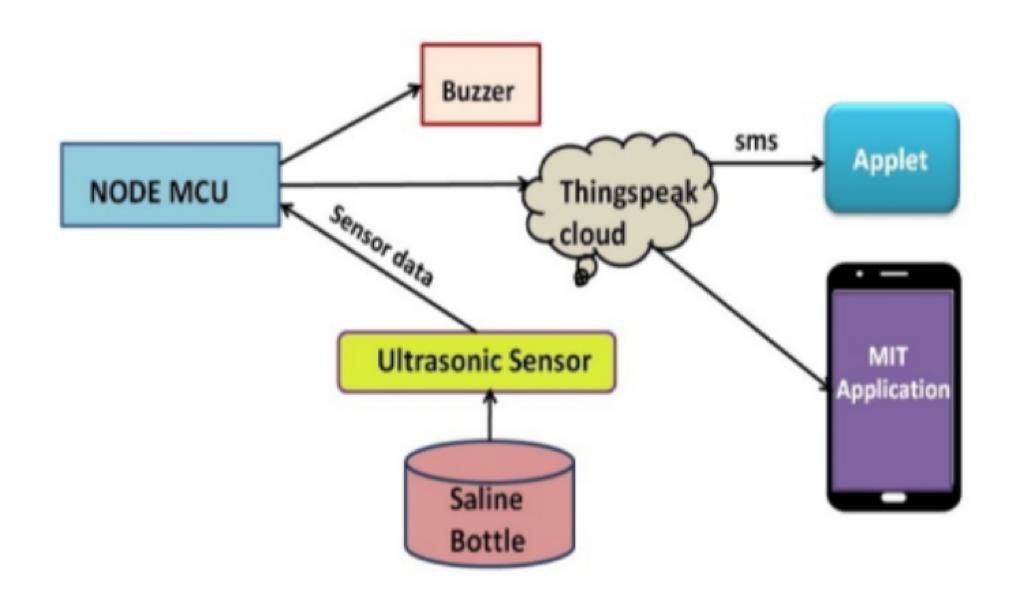 Buzzer
NODE MCU
sms
Applet
Thingspeak
cloud
Sensor data
Ultrasonic Sensor
MIT
Application
Saline
Bottle